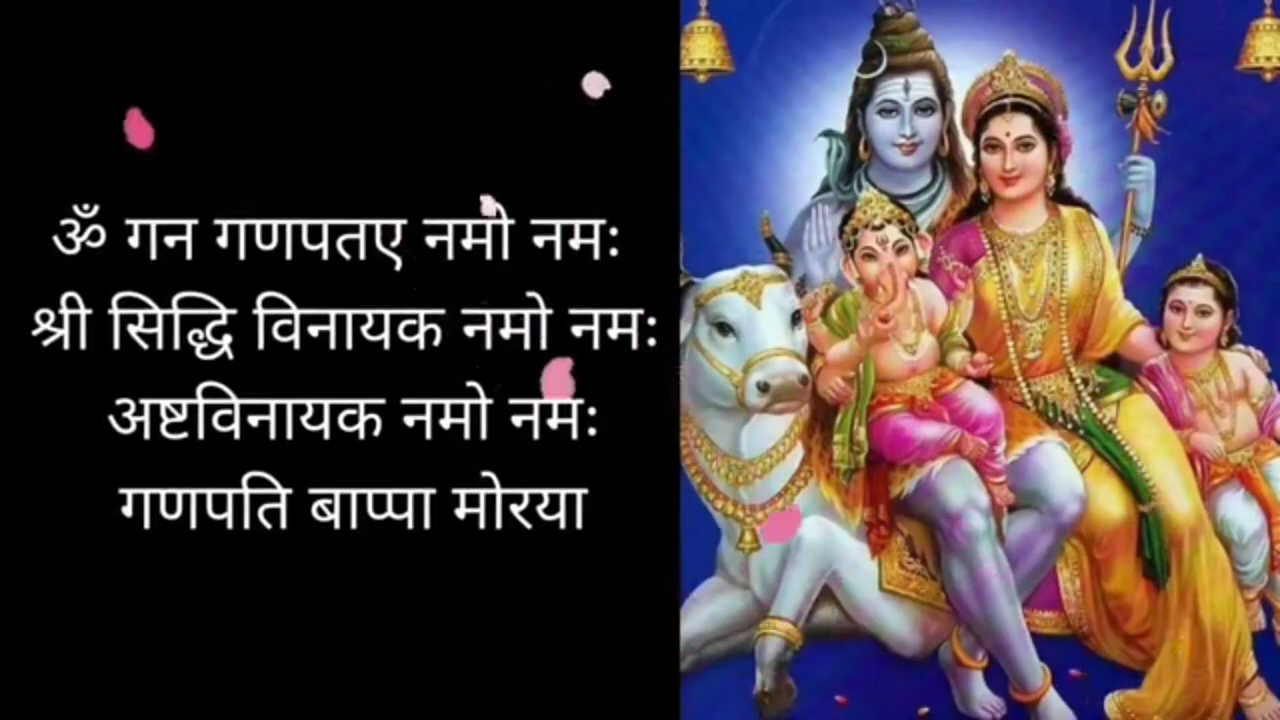 ॐ गन गणपतए नमो नमः
श्री सिद्धि विनायक नमो नमः
अष्टविनायक नमो नमः
गणपति बाप्पा मोरया